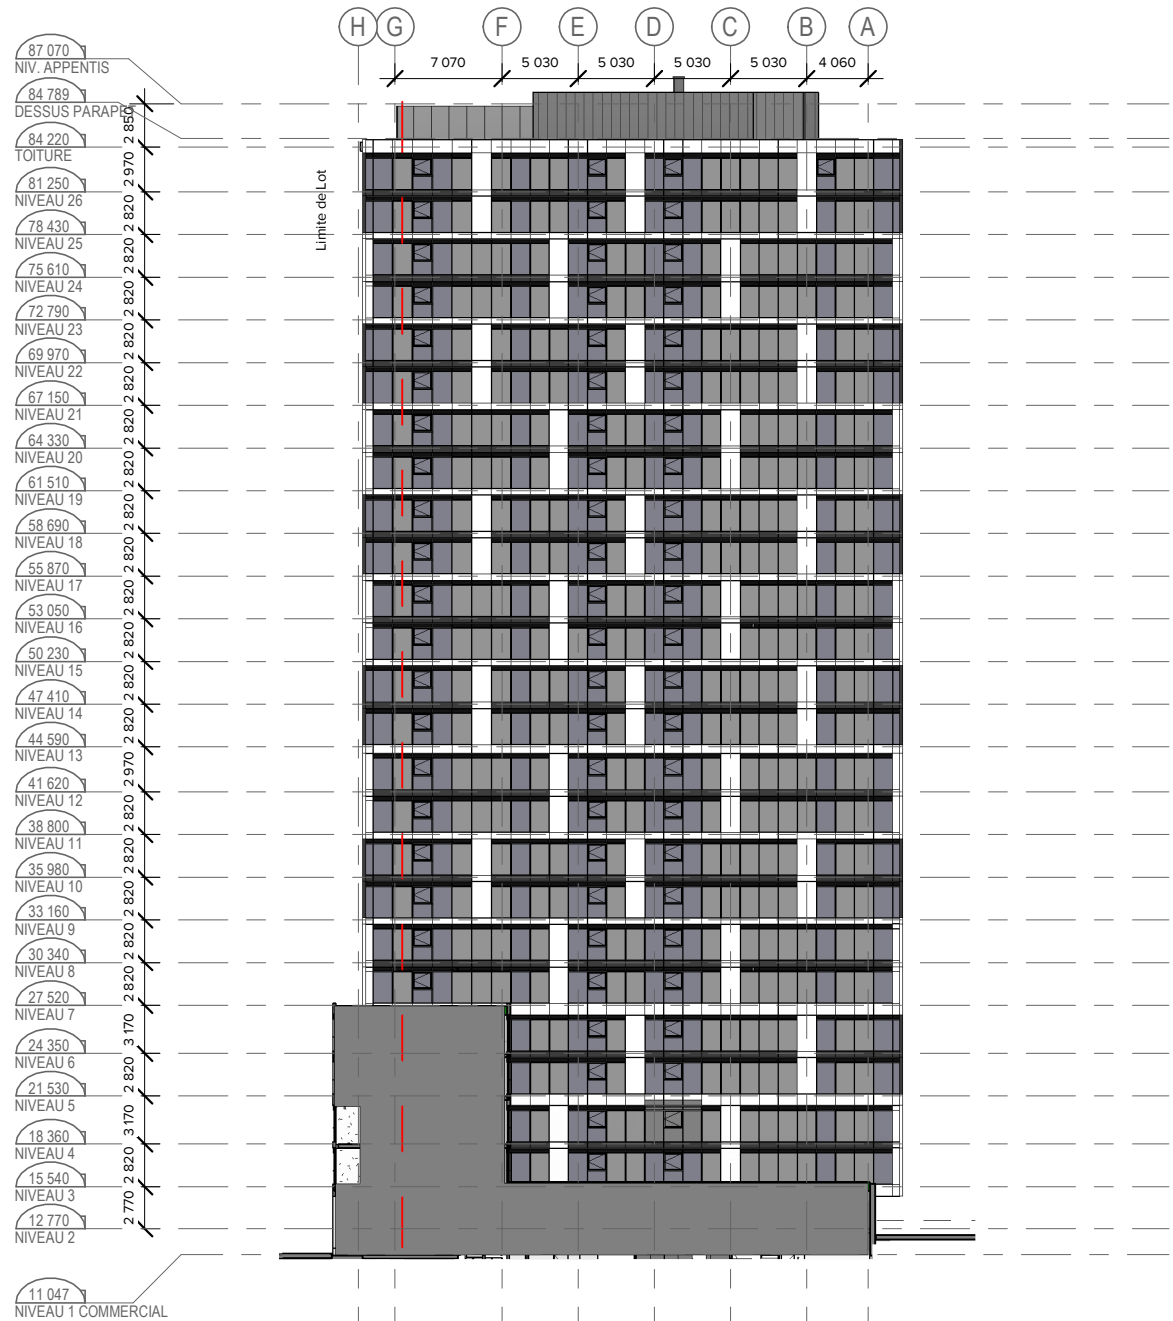 H G F E D C B A
7 070 5 030 5 030 5 030 5 030 4 060
87 070
NIV. APPENTIS
84 789
DESSUS PARAPET
2 850
84 220
TOITURE
2 970
81 250
NIVEAU 26
2 820
78 430
NIVEAU 25
2 820
75 610
NIVEAU 24
2 820
72 790
NIVEAU 23
2 820
69 970
NIVEAU 22
2 820
67 150
NIVEAU 21
2 820
64 330
NIVEAU 20
2 820
61 510
NIVEAU 19
2 820
58 690
NIVEAU 18
2 820
55 870
NIVEAU 17
2 820
53 050
NIVEAU 16
2 820
50 230
NIVEAU 15
2 820
47 410
NIVEAU 14
2 820
44 590
NIVEAU 13
2 970
41 620
NIVEAU 12
2 820
38 800
NIVEAU 11
2 820
35 980
NIVEAU 10
2 820
33 160
NIVEAU 9
2 820
30 340
NIVEAU 8
2 820
27 520
NIVEAU 7
3 170
24 350
NIVEAU 6
2 820
21 530
NIVEAU 5
3 170
18 360
NIVEAU 4
2 820
15 540
NIVEAU 3
2 770
12 770
NIVEAU 2
11 047
NIVEAU 1 COMMERCIAL
Limite de Lot